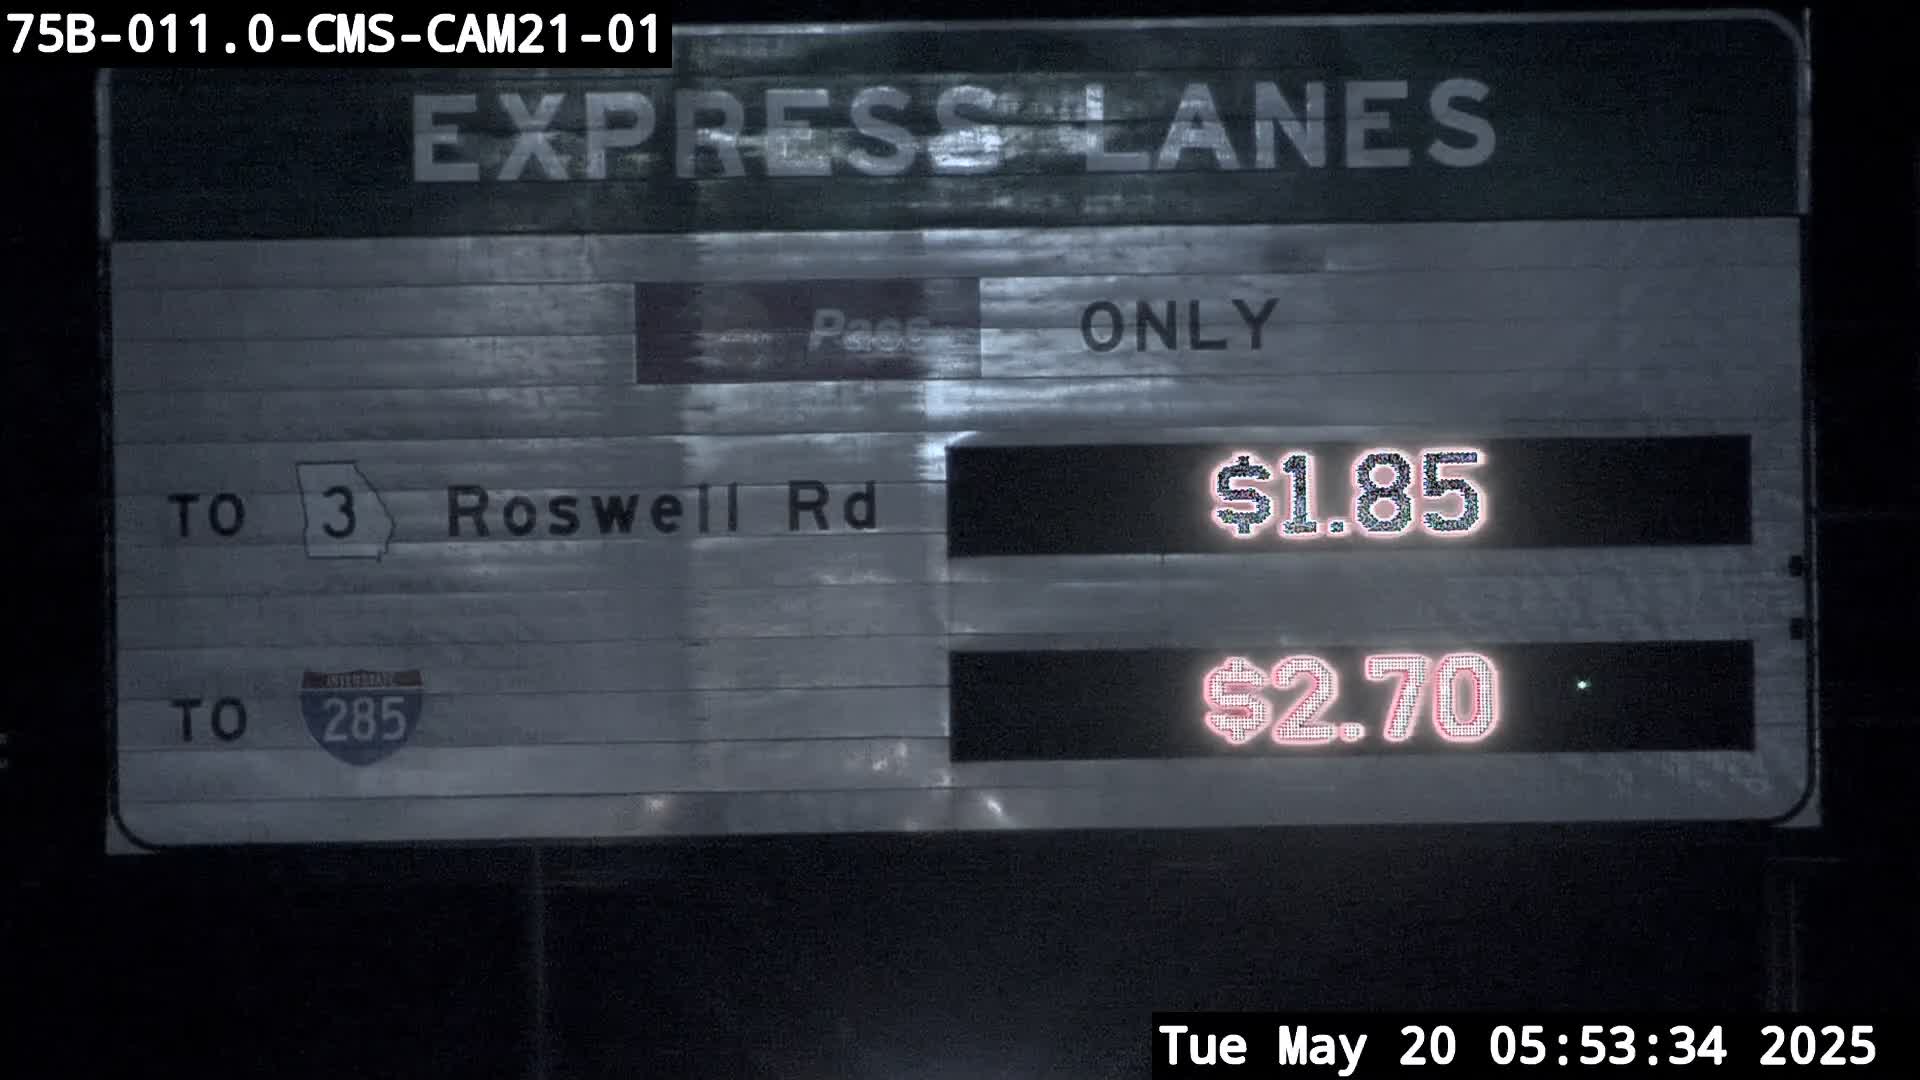 75B-011.0-CMS-CAM21-01
EXPRESS LANES
Pass ONLY
TO 3 Roswell Rd $1.85
INTERSTATE
TO 285 $2.70
Tue May 20 05:53:34 2025